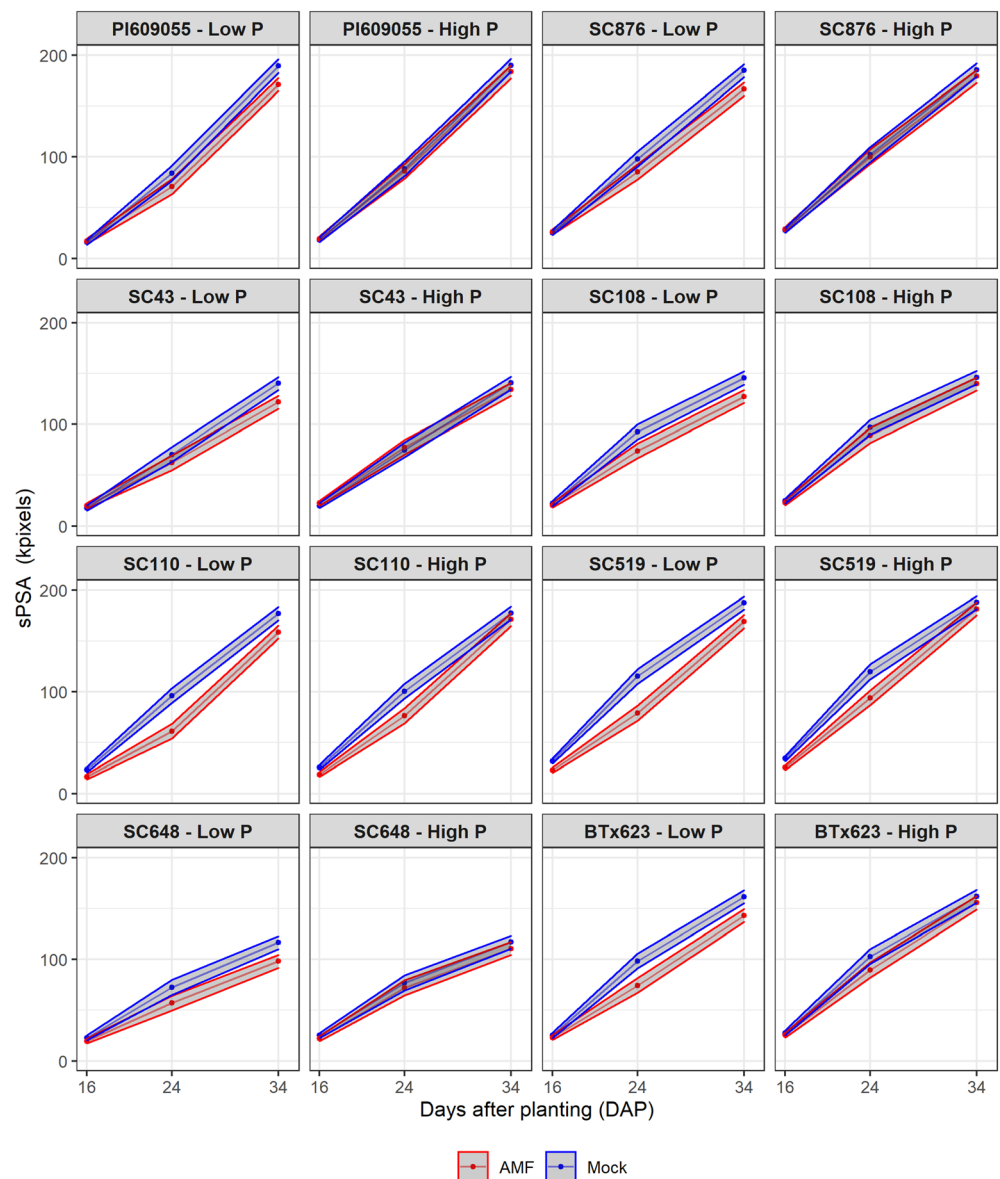 PI609055 - Low P PI609055 - High P SC876 - Low P SC876 - High P
200
100
0
SC43 - Low P SC43 - High P SC108 - Low P SC108 - High P
200
100
0
sPSA (kpixels)
SC110 - Low P SC110 - High P SC519 - Low P SC519 - High P
200
100
0
SC648 - Low P SC648 - High P BTx623 - Low P BTx623 - High P
200
100
0
16 24 34 16 24 34 16 24 34 16 24 34
Days after planting (DAP)
AMF Mock